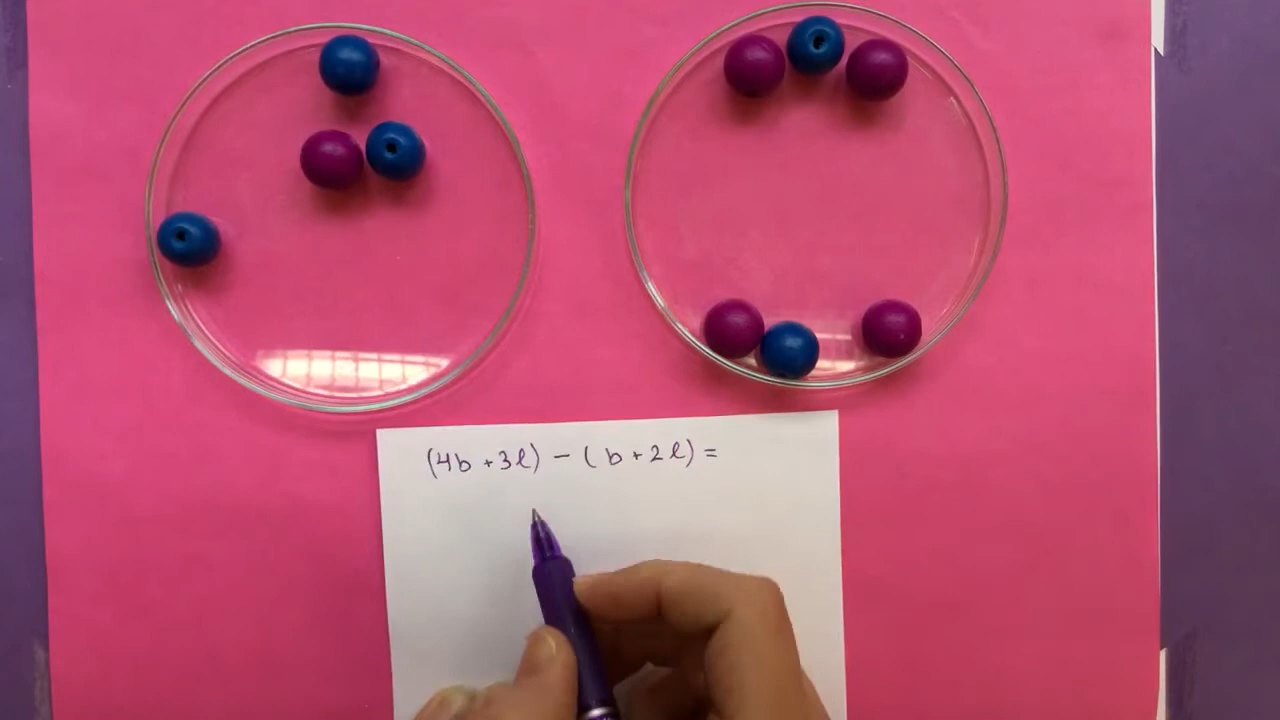 (4b +3l) - ( b + 2l) =